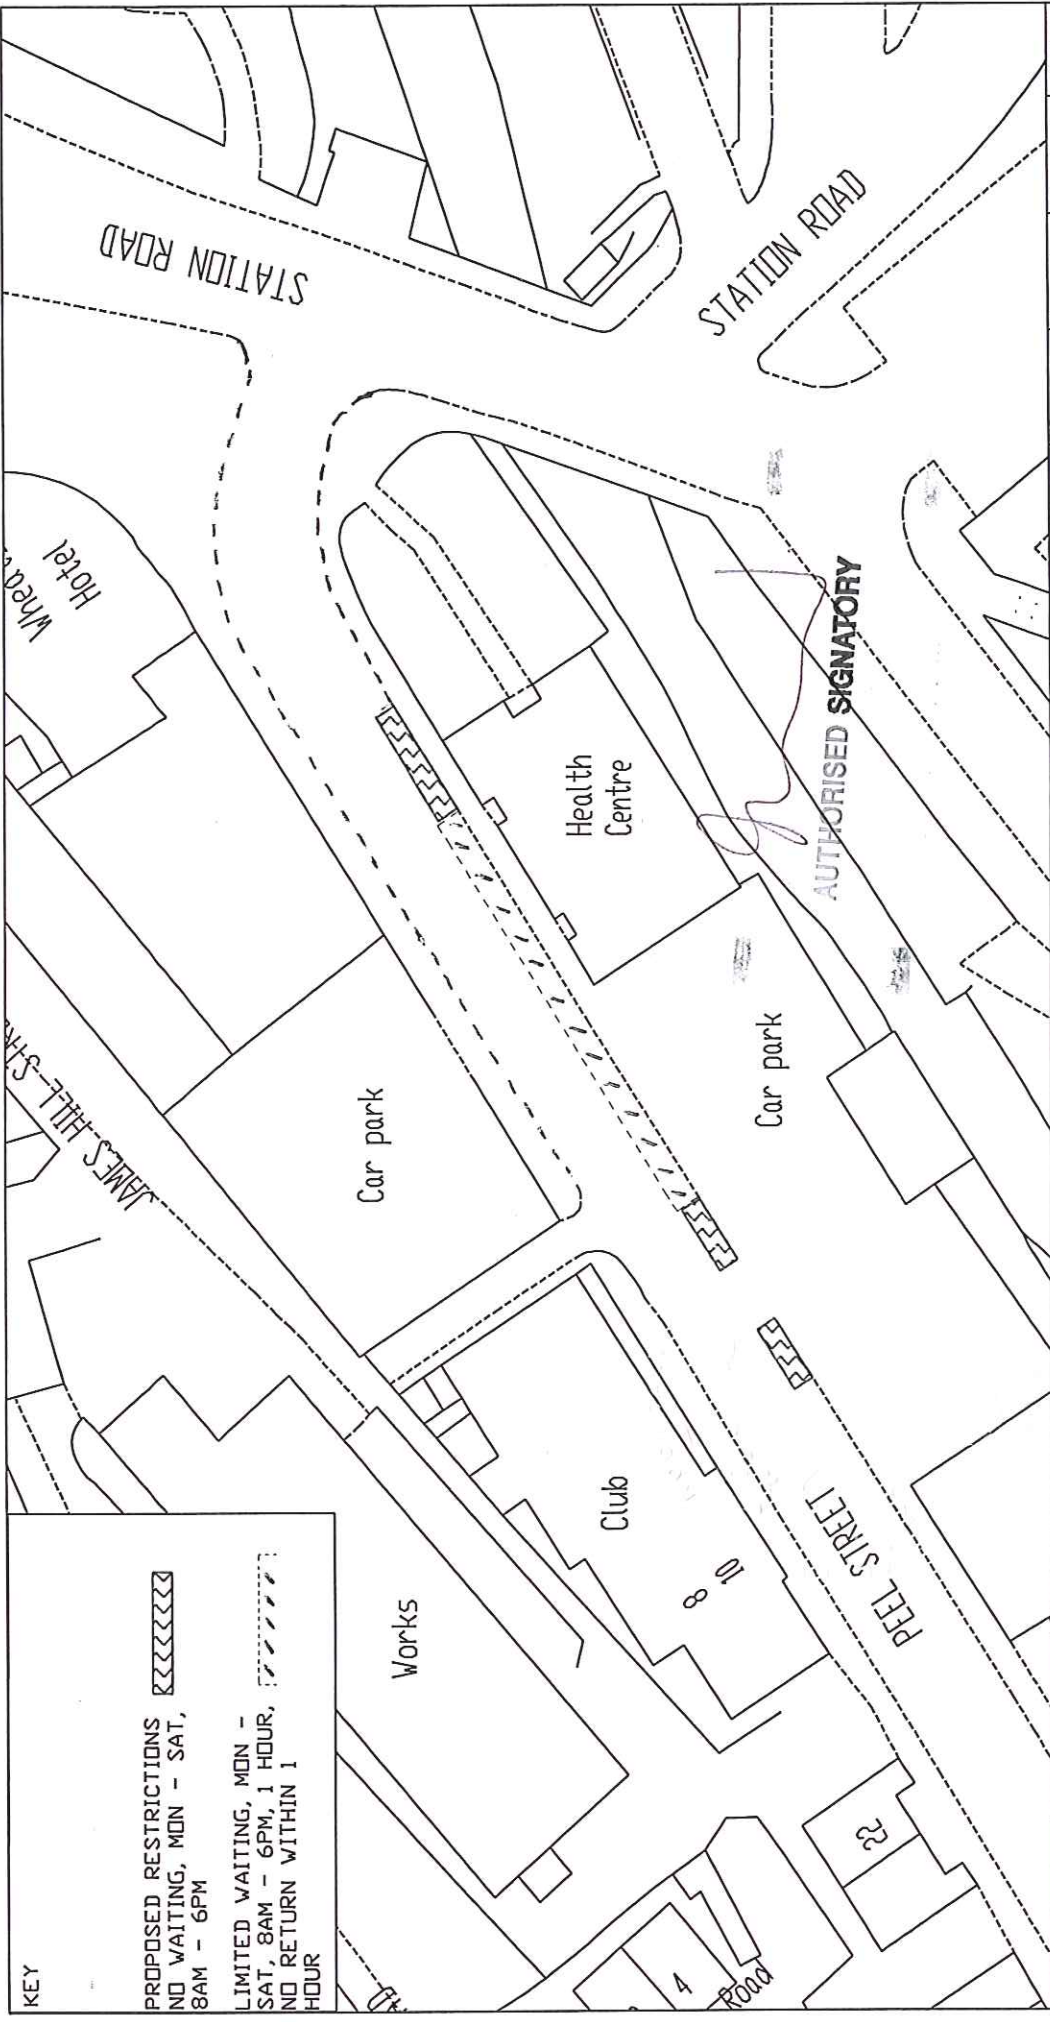 KEY
PROPOSED RESTRICTIONS
NO WAITING, MON - SAT,
8AM - 6PM
LIMITED WAITING, MON -
SAT, 8AM - 6PM, 1 HOUR,
NO RETURN WITHIN 1
HOUR
JAMES HILL
Hotel
STATION ROAD
Car park
Works
Club
8
10
Health
Centre
STATION ROAD
Car park
AUTHORISED SIGNATORY
PEEL STREET
22
4
Road